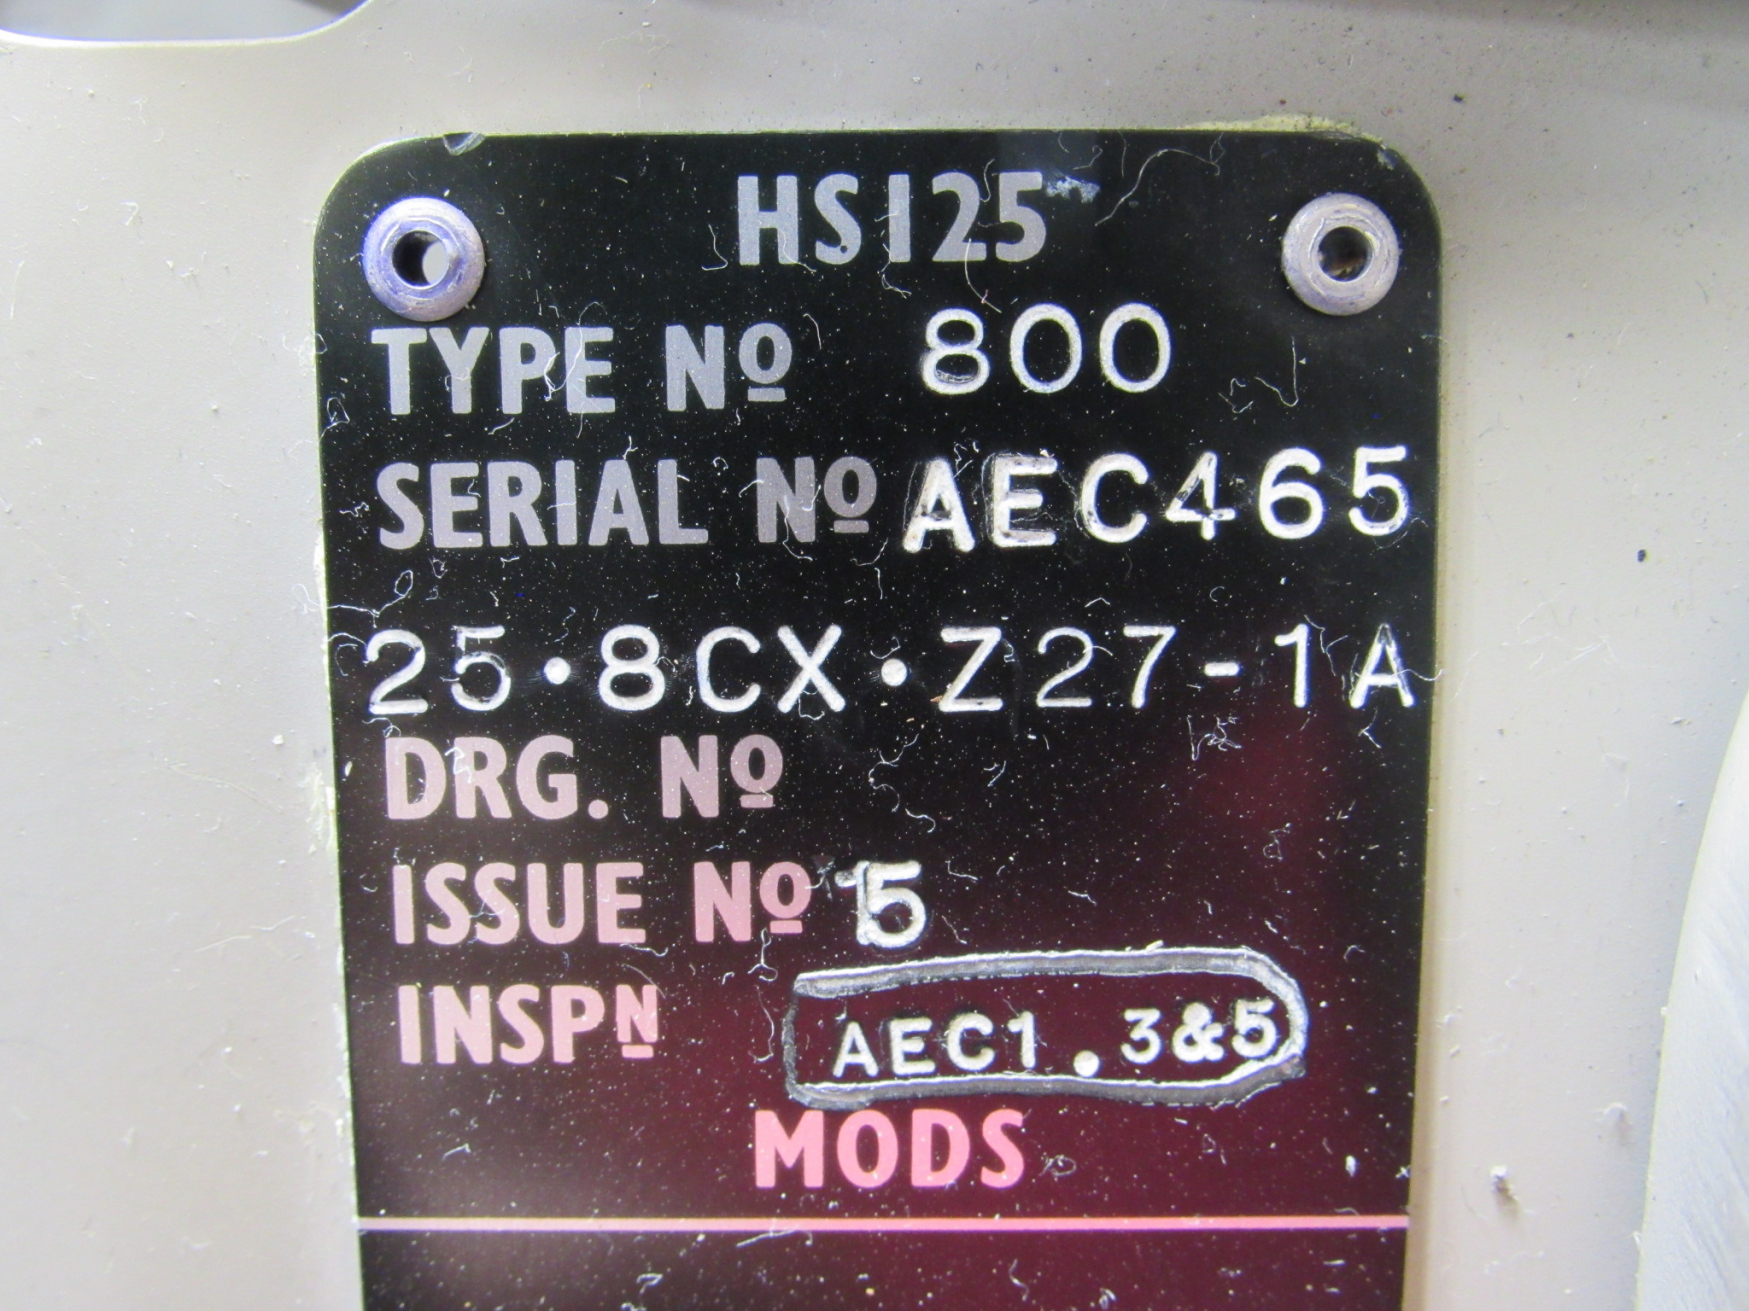 HS125
TYPE Nº 800
SERIAL Nº AEC465
25·8CX·Z27-1A
DRG. Nº
ISSUE Nº 15
INSPN AEC1.3&5
MODS